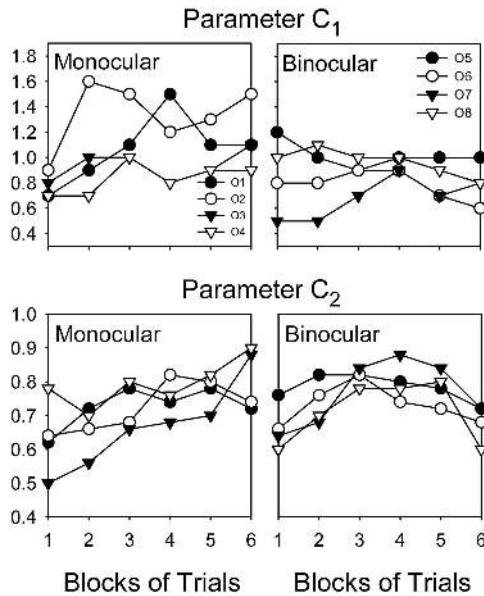 Parameter C₁
1.8
1.6
1.4
1.2
1.0
0.8
0.6
0.4
Monocular
O1
O2
O3
O4
Binocular
O5
O6
O7
O8
Parameter C₂
1.0
0.9
0.8
0.7
0.6
0.5
0.4
Monocular
Binocular
1 2 3 4 5 6
1 2 3 4 5 6
Blocks of Trials
Blocks of Trials